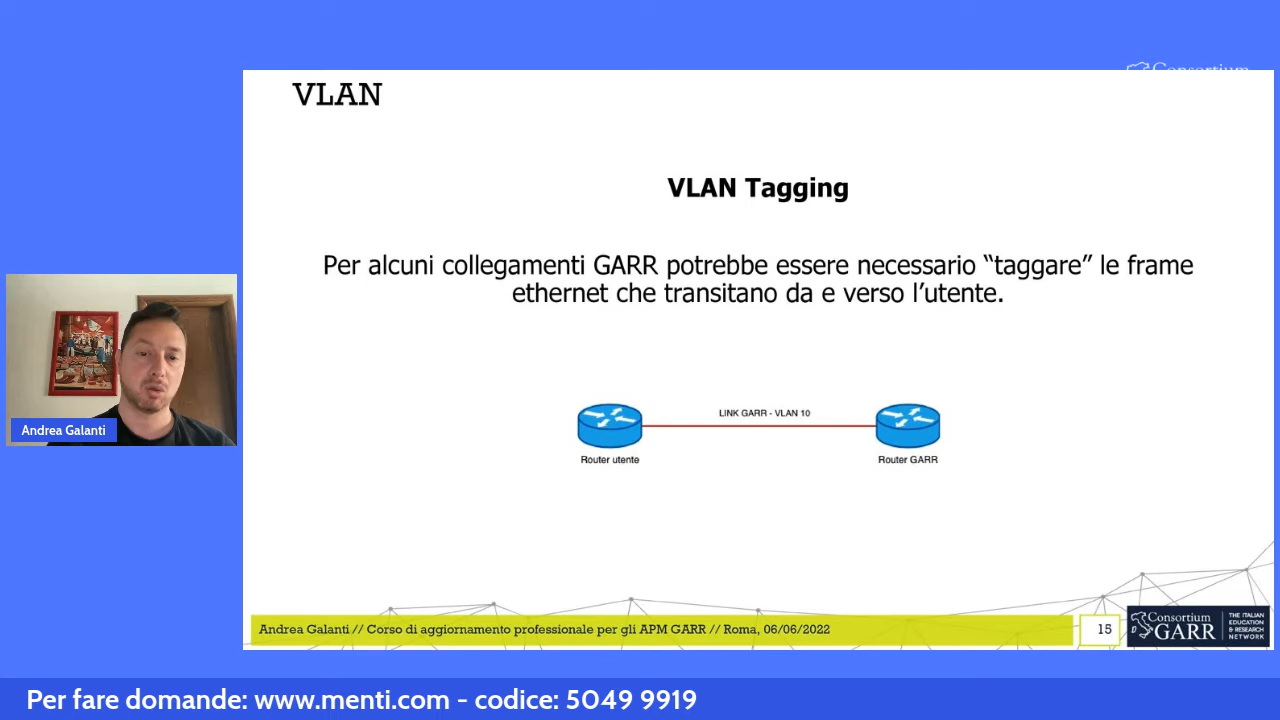 Consortium
VLAN
VLAN Tagging
Per alcuni collegamenti GARR potrebbe essere necessario “taggare” le frame
ethernet che transitano da e verso l’utente.
LINK GARR - VLAN 10
Router utente
Router GARR
Andrea Galanti
Andrea Galanti // Corso di aggiornamento professionale per gli APM GARR // Roma, 06/06/2022
15
Consortium
GARR
THE ITALIAN
EDUCATION
& RESEARCH
NETWORK
Per fare domande: www.menti.com - codice: 5049 9919